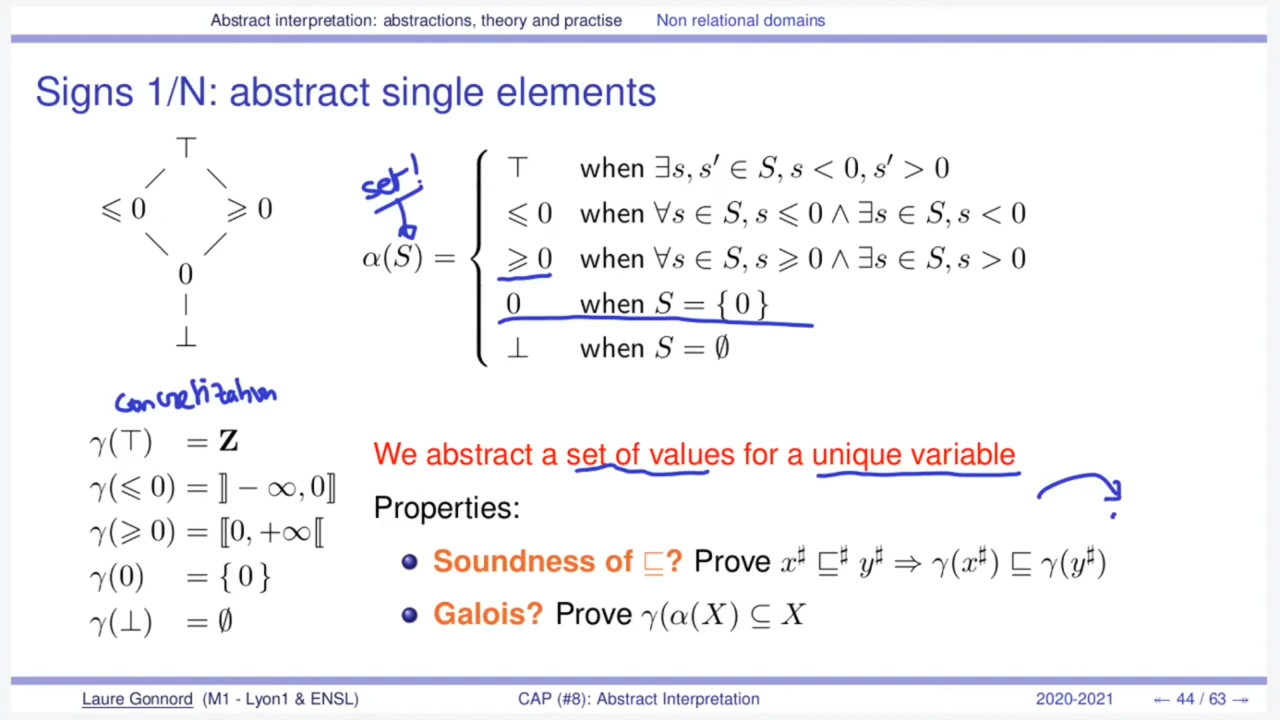 Abstract interpretation: abstractions, theory and practise Non relational domains
Signs 1/N: abstract single elements
⊤
⩽ 0 ⩾ 0
0
⊥
set!
α(S) =
⊤ when ∃s, s′ ∈ S, s < 0, s′ > 0
⩽ 0 when ∀s ∈ S, s ⩽ 0 ∧ ∃s ∈ S, s < 0
⩾ 0 when ∀s ∈ S, s ⩾ 0 ∧ ∃s ∈ S, s > 0
0 when S = { 0 }
⊥ when S = ∅
concretization
γ(⊤) = Z
γ(⩽ 0) = ⟧ − ∞, 0⟧
γ(⩾ 0) = ⟦0, +∞⟦
γ(0) = { 0 }
γ(⊥) = ∅
We abstract a set of values for a unique variable
Properties:
Soundness of ⊑? Prove x♯ ⊑♯ y♯ ⇒ γ(x♯) ⊑ γ(y♯)
Galois? Prove γ(α(X) ⊆ X
Laure Gonnord (M1 - Lyon1 & ENSL) CAP (#8): Abstract Interpretation 2020-2021 ← 44 / 63 →